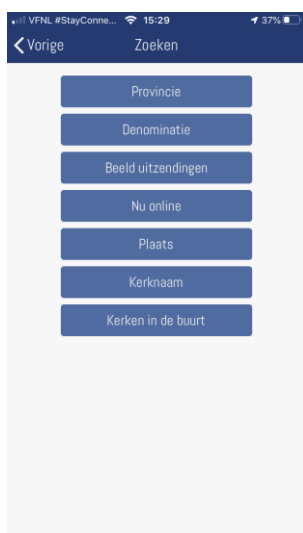 VFNL #StayConne... 15:29 37%
Vorige Zoeken
Provincie
Denominatie
Beeld uitzendingen
Nu online
Plaats
Kerknaam
Kerken in de buurt